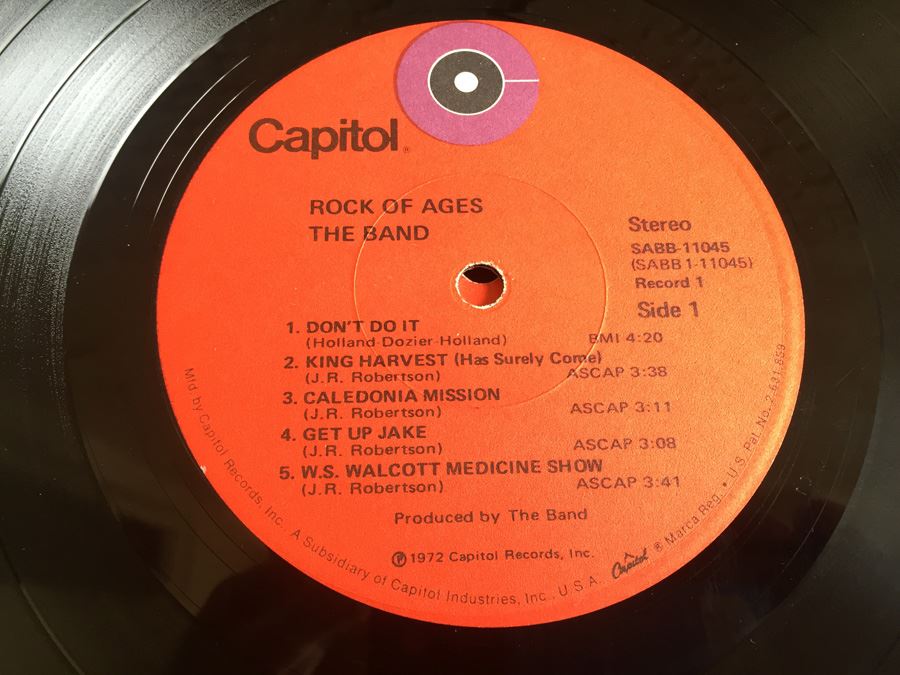 Capitol®
ROCK OF AGES
THE BAND
Stereo
SABB-11045
(SABB 1-11045)
Record 1
Side 1
1. DON'T DO IT
(Holland-Dozier-Holland) BMI 4:20
2. KING HARVEST (Has Surely Come)
(J.R. Robertson) ASCAP 3:38
3. CALEDONIA MISSION
(J.R. Robertson) ASCAP 3:11
4. GET UP JAKE
(J.R. Robertson) ASCAP 3:08
5. W.S. WALCOTT MEDICINE SHOW
(J.R. Robertson) ASCAP 3:41
Produced by The Band
℗ 1972 Capitol Records, Inc.
Mfd. by Capitol Records, Inc. A Subsidiary of Capitol Industries, Inc., U.S.A. Capitol ® Marca Reg. • U.S. Pat. No. 2,631,859